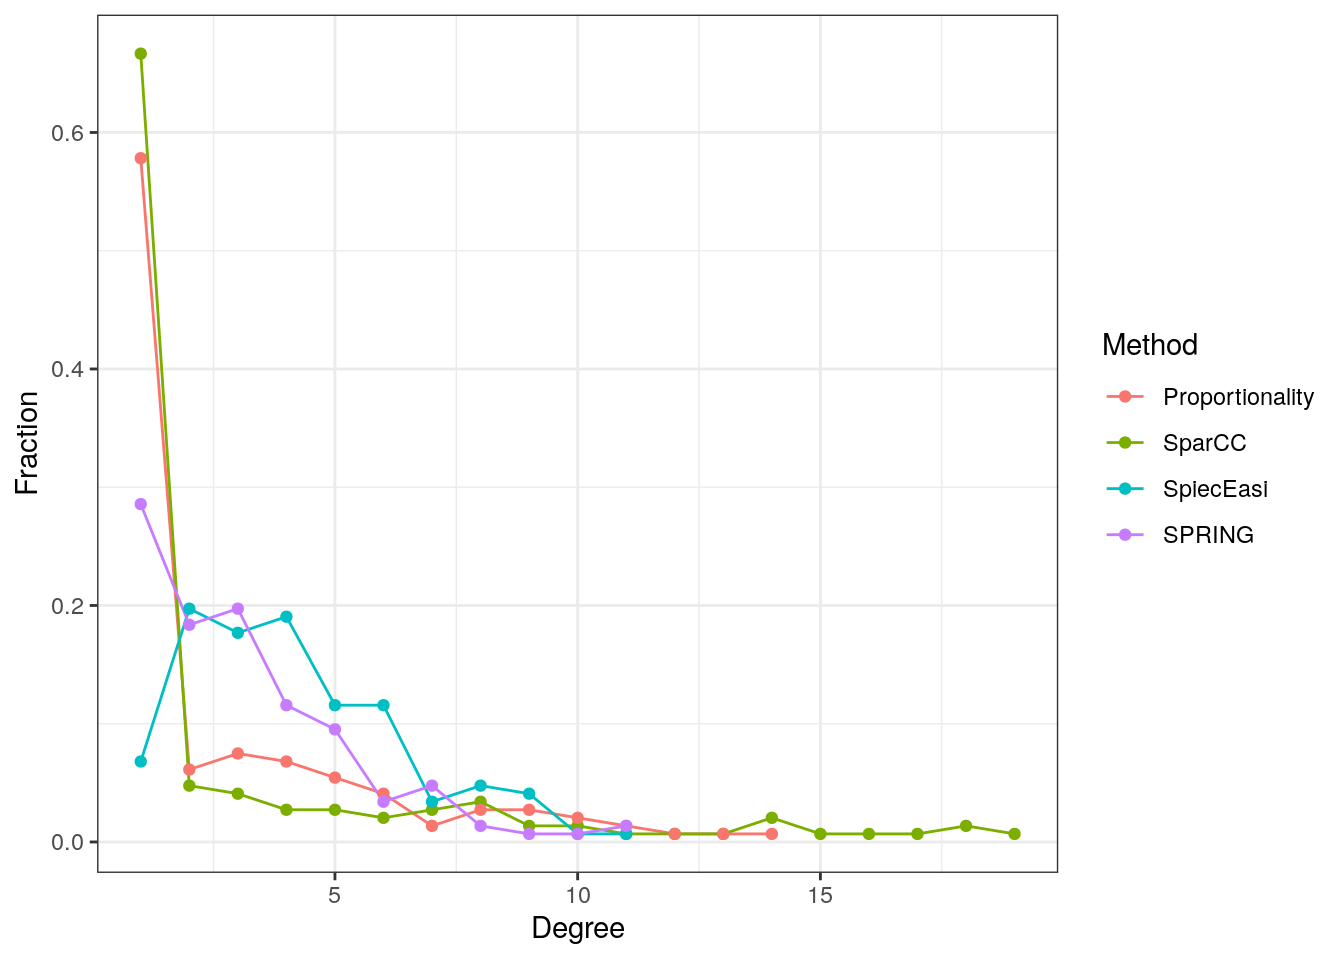 0.6
0.4
0.2
0.0
Fraction
5
10
15
Degree
Method
Proportionality
SparCC
SpiecEasi
SPRING